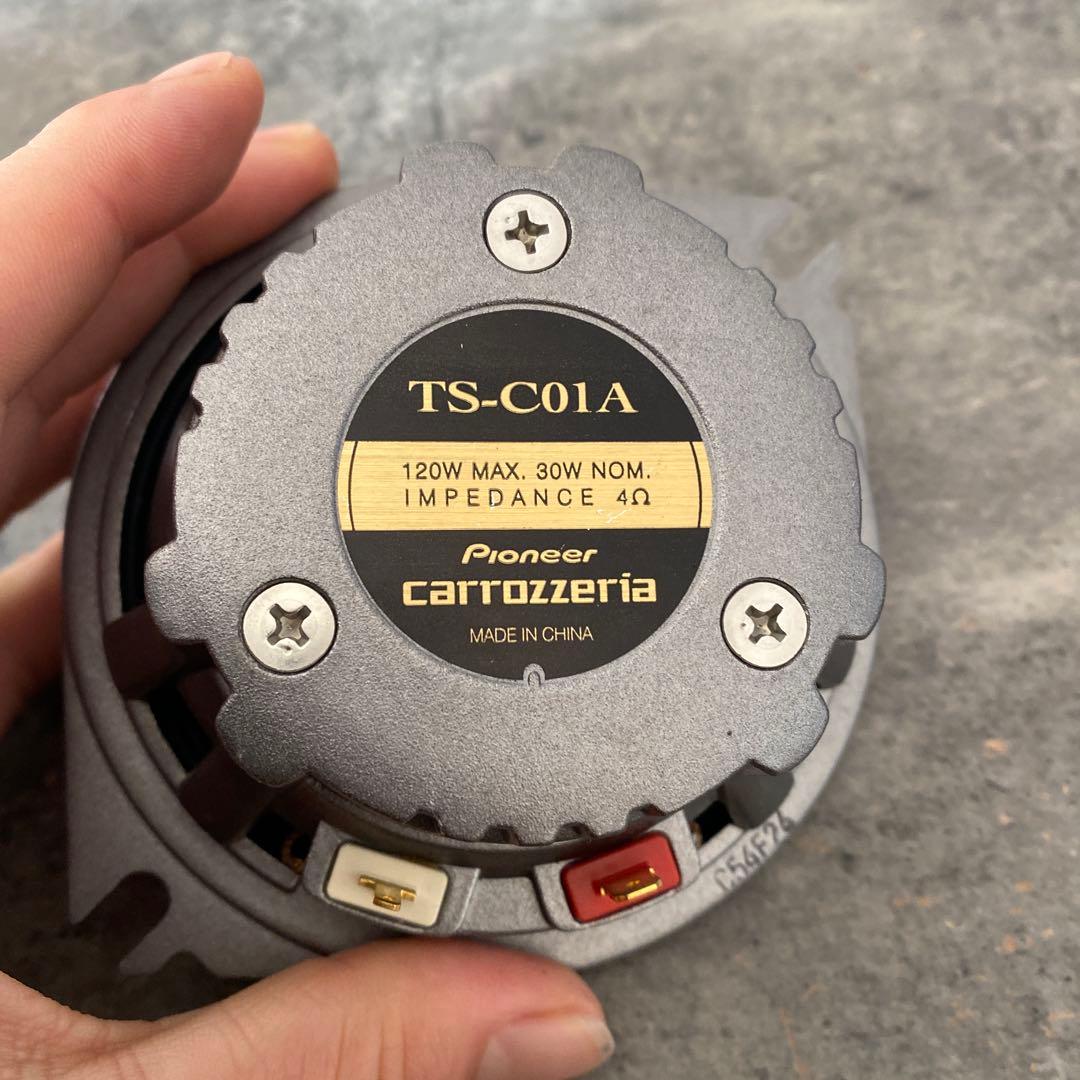 TS-C01A
120W MAX. 30W NOM.
IMPEDANCE 4Ω
Pioneer
carrozzeria
MADE IN CHINA